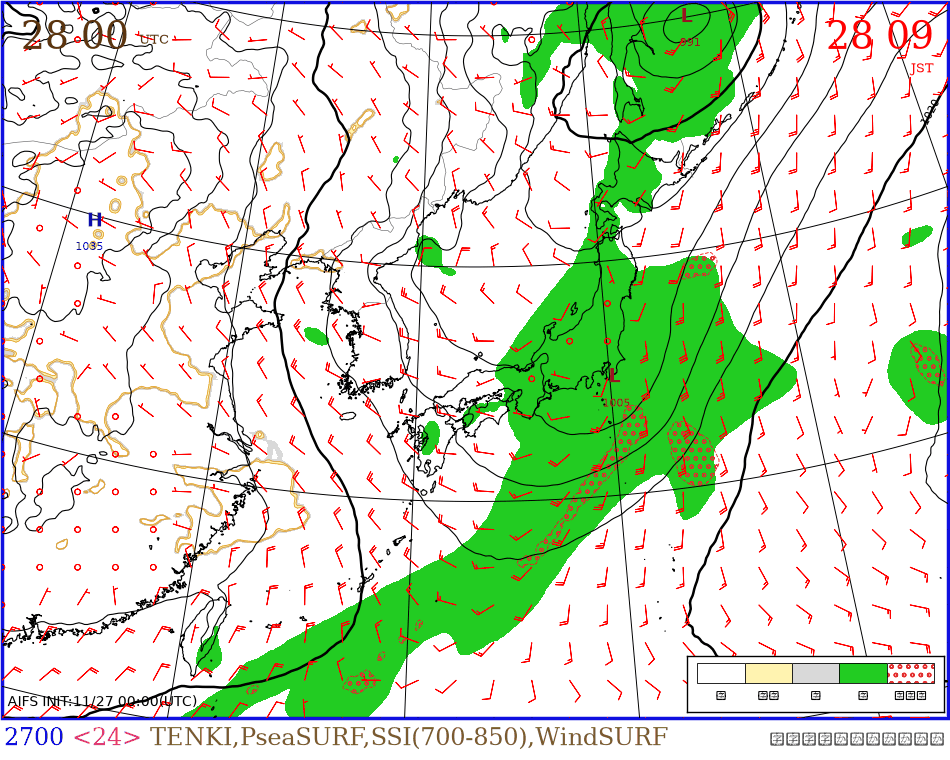 28 00 UTC
28 09
JST
L
991
1020
H
1035
L
1005
AIFS INIT:11/27 00:00(UTC)
2700 <24> TENKI,PseaSURF,SSI(700-850),WindSURF